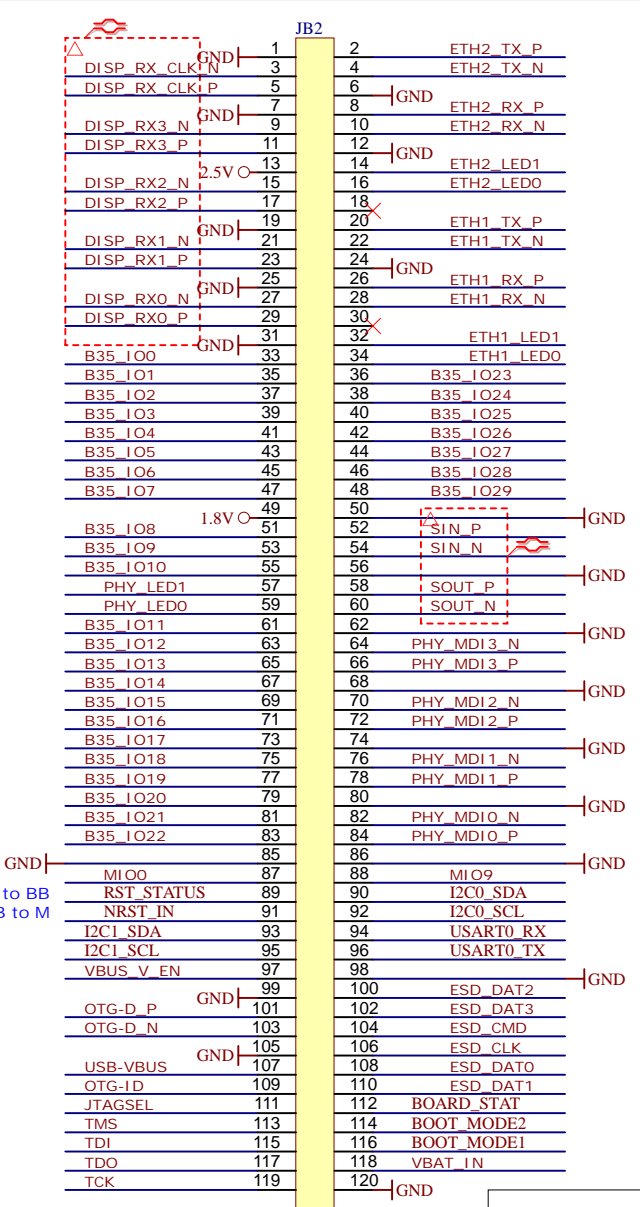 JB2
GND 1 2 ETH2_TX_P
DISP_RX_CLK_N 3 4 ETH2_TX_N
DISP_RX_CLK_P 5 6 GND
GND 7 8 ETH2_RX_P
DISP_RX3_N 9 10 ETH2_RX_N
DISP_RX3_P 11 12 GND
2.5V 13 14 ETH2_LED1
DISP_RX2_N 15 16 ETH2_LED0
DISP_RX2_P 17 18
GND 19 20 ETH1_TX_P
DISP_RX1_N 21 22 ETH1_TX_N
DISP_RX1_P 23 24 GND
GND 25 26 ETH1_RX_P
DISP_RX0_N 27 28 ETH1_RX_N
DISP_RX0_P 29 30
GND 31 32 ETH1_LED1
B35_IO0 33 34 ETH1_LED0
B35_IO1 35 36 B35_IO23
B35_IO2 37 38 B35_IO24
B35_IO3 39 40 B35_IO25
B35_IO4 41 42 B35_IO26
B35_IO5 43 44 B35_IO27
B35_IO6 45 46 B35_IO28
B35_IO7 47 48 B35_IO29
1.8V 49 50 GND
B35_IO8 51 52 SIN_P
B35_IO9 53 54 SIN_N
B35_IO10 55 56 GND
PHY_LED1 57 58 SOUT_P
PHY_LED0 59 60 SOUT_N
B35_IO11 61 62 GND
B35_IO12 63 64 PHY_MDI3_N
B35_IO13 65 66 PHY_MDI3_P
B35_IO14 67 68 GND
B35_IO15 69 70 PHY_MDI2_N
B35_IO16 71 72 PHY_MDI2_P
B35_IO17 73 74 GND
B35_IO18 75 76 PHY_MDI1_N
B35_IO19 77 78 PHY_MDI1_P
B35_IO20 79 80 GND
B35_IO21 81 82 PHY_MDI0_N
B35_IO22 83 84 PHY_MDI0_P
GND 85 86 GND
MIO0 87 88 MIO9
to BB RST_STATUS 89 90 I2C0_SDA
to M NRST_IN 91 92 I2C0_SCL
I2C1_SDA 93 94 USART0_RX
I2C1_SCL 95 96 USART0_TX
VBUS_V_EN 97 98 GND
GND 99 100 ESD_DAT2
OTG-D_P 101 102 ESD_DAT3
OTG-D_N 103 104 ESD_CMD
GND 105 106 ESD_CLK
USB-VBUS 107 108 ESD_DAT0
OTG-ID 109 110 ESD_DAT1
JTAGSEL 111 112 BOARD_STAT
TMS 113 114 BOOT_MODE2
TDI 115 116 BOOT_MODE1
TDO 117 118 VBAT_IN
TCK 119 120 GND